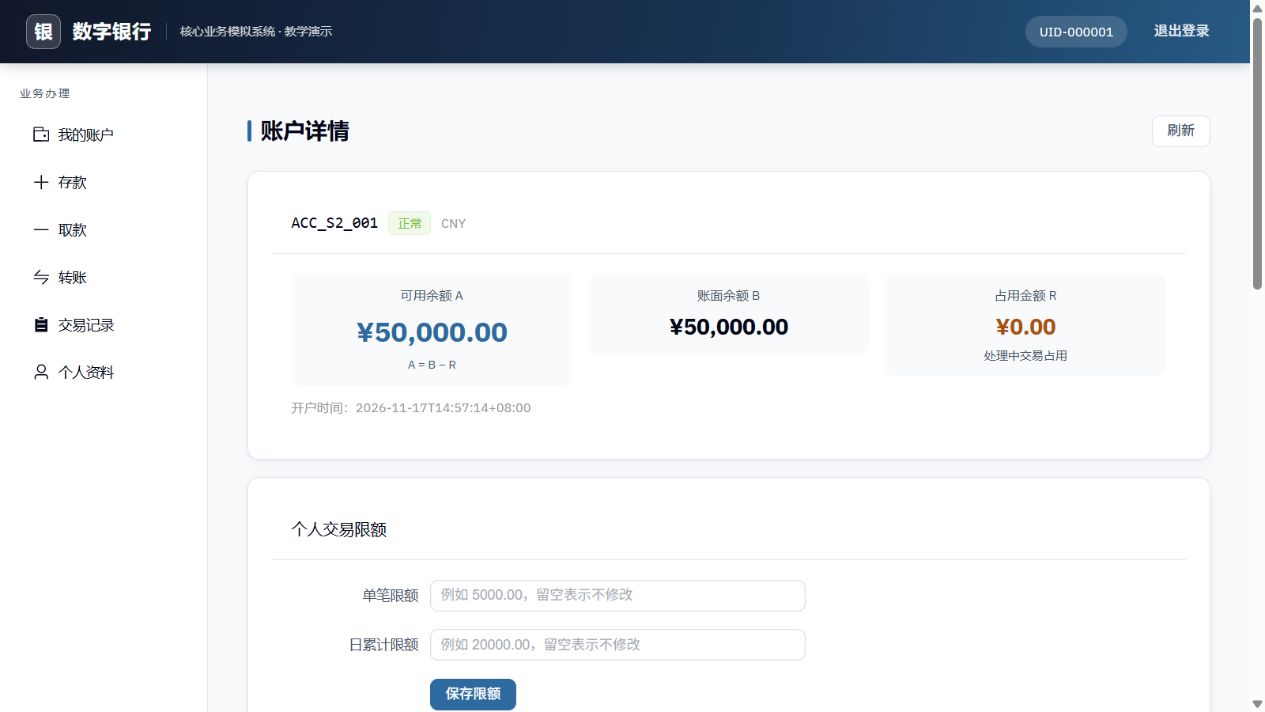 银 数字银行 核心业务模拟系统 · 教学演示 UID-000001 退出登录
业务办理
我的账户
存款
取款
转账
交易记录
个人资料
账户详情 刷新
ACC_S2_001 正常 CNY
可用余额 A
¥50,000.00
A = B − R
账面余额 B
¥50,000.00
占用金额 R
¥0.00
处理中交易占用
开户时间：2026-11-17T14:57:14+08:00
个人交易限额
单笔限额 例如 5000.00，留空表示不修改
日累计限额 例如 20000.00，留空表示不修改
保存限额